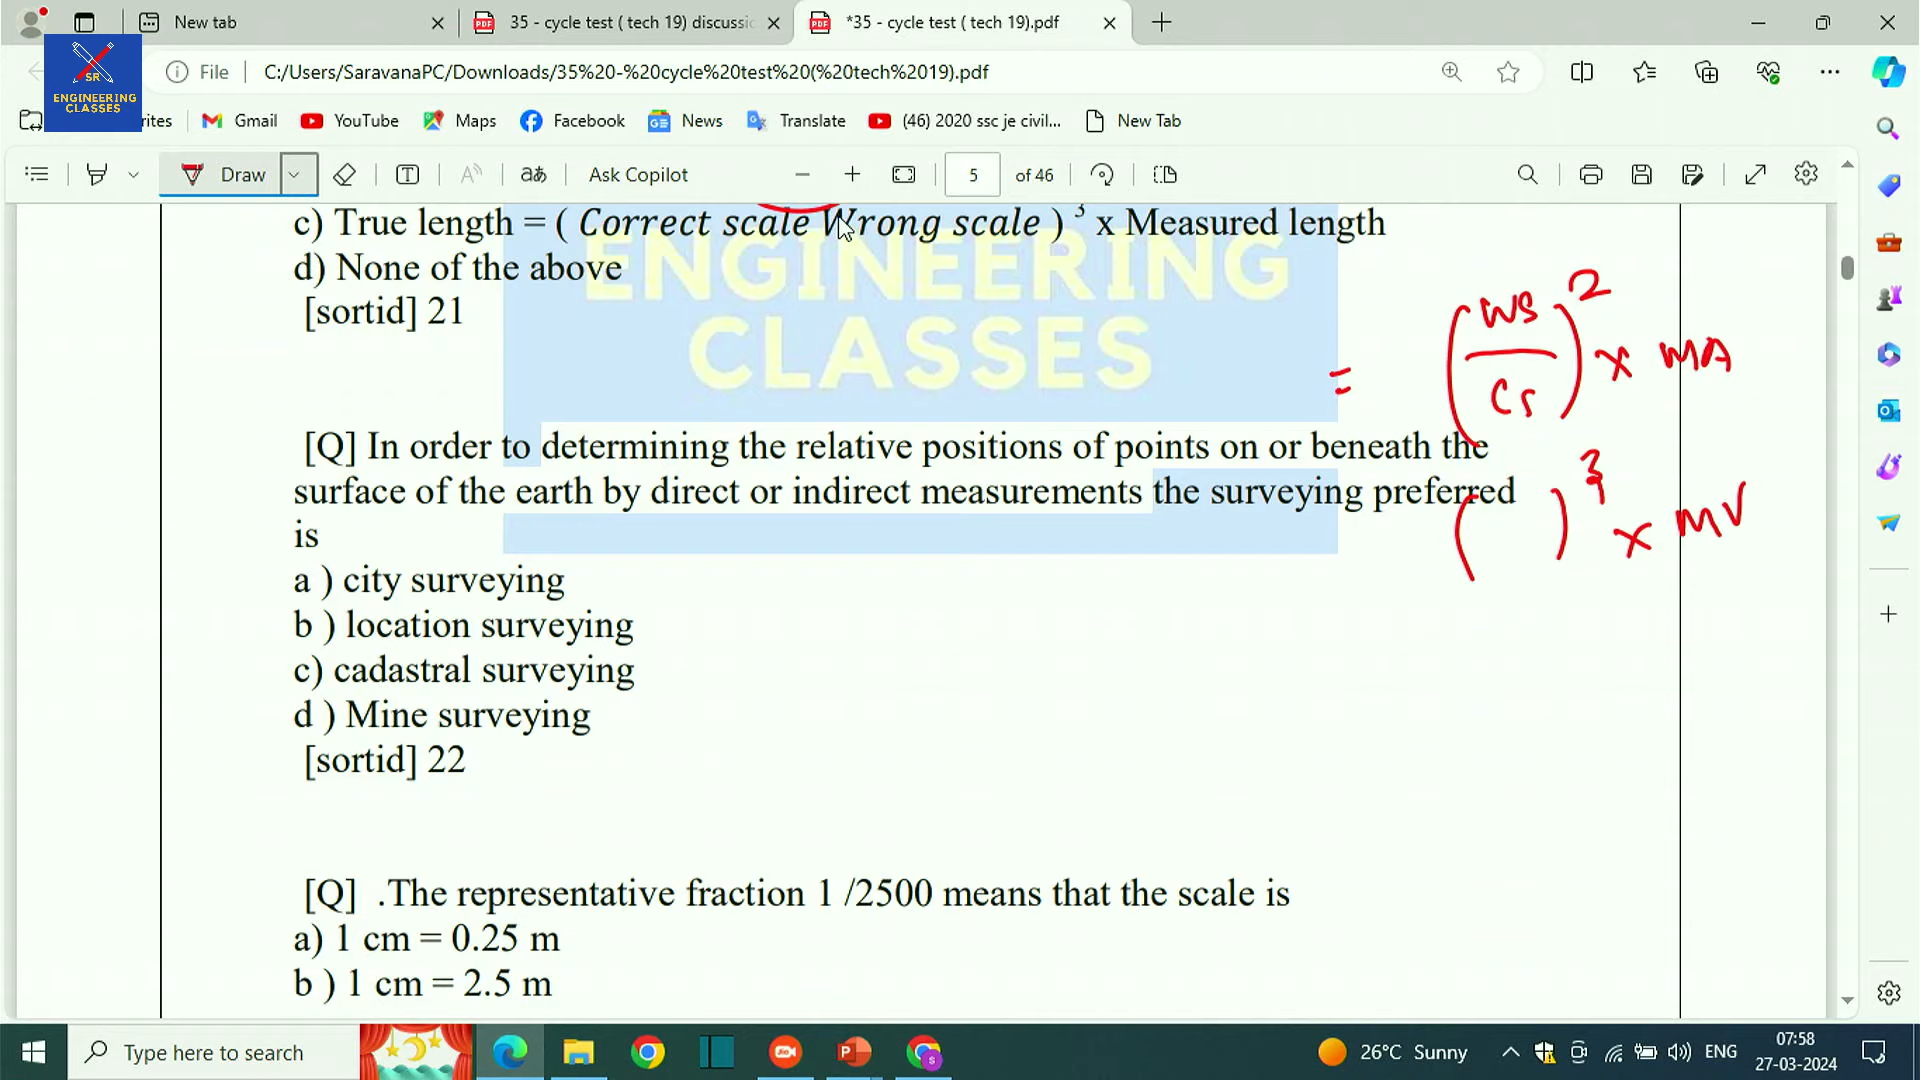 New tab
35 - cycle test ( tech 19) discussi
*35 - cycle test ( tech 19).pdf
SR
ENGINEERING
CLASSES
File
C:/Users/SaravanaPC/Downloads/35%20-%20cycle%20test%20(%20tech%2019).pdf
rites
Gmail
YouTube
Maps
Facebook
News
Translate
(46) 2020 ssc je civil...
New Tab
Draw
Ask Copilot
5
of 46
c) True length = ( Correct scale Wrong scale ) 3 x Measured length
d) None of the above
[sortid] 21
ENGINEERING
CLASSES
= (WS/CS)2 x MA
( )3 x MV
[Q] In order to determining the relative positions of points on or beneath the
surface of the earth by direct or indirect measurements the surveying preferred
is
a ) city surveying
b ) location surveying
c) cadastral surveying
d ) Mine surveying
[sortid] 22
[Q] .The representative fraction 1 /2500 means that the scale is
a) 1 cm = 0.25 m
b ) 1 cm = 2.5 m
Type here to search
26°C Sunny
ENG
07:58
27-03-2024